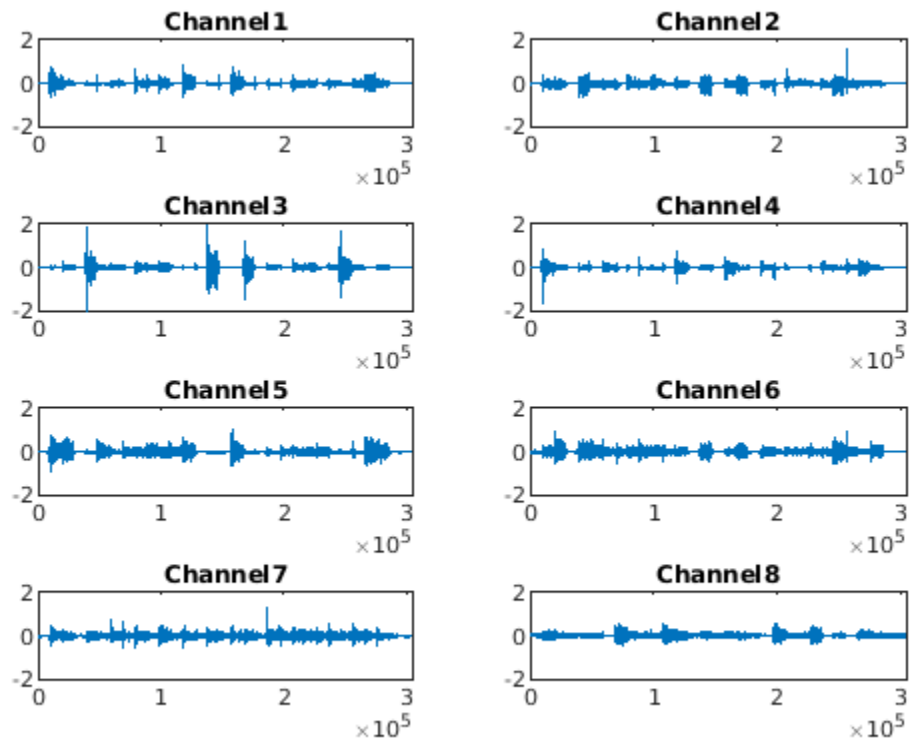 Channel1
2
0
-2
0 1 2 3
×10^5
Channel2
2
0
-2
0 1 2 3
×10^5
Channel3
2
0
-2
0 1 2 3
×10^5
Channel4
2
0
-2
0 1 2 3
×10^5
Channel5
2
0
-2
0 1 2 3
×10^5
Channel6
2
0
-2
0 1 2 3
×10^5
Channel7
2
0
-2
0 1 2 3
×10^5
Channel8
2
0
-2
0 1 2 3
×10^5